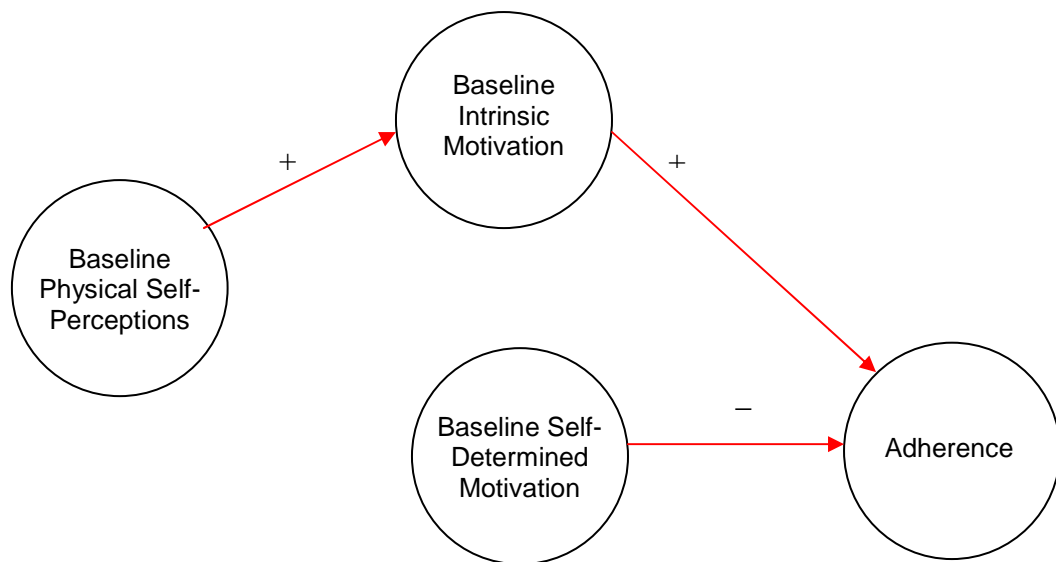 Baseline
Intrinsic
Motivation
+
+
Baseline
Physical Self-
Perceptions
Baseline Self-
Determined
Motivation
–
Adherence